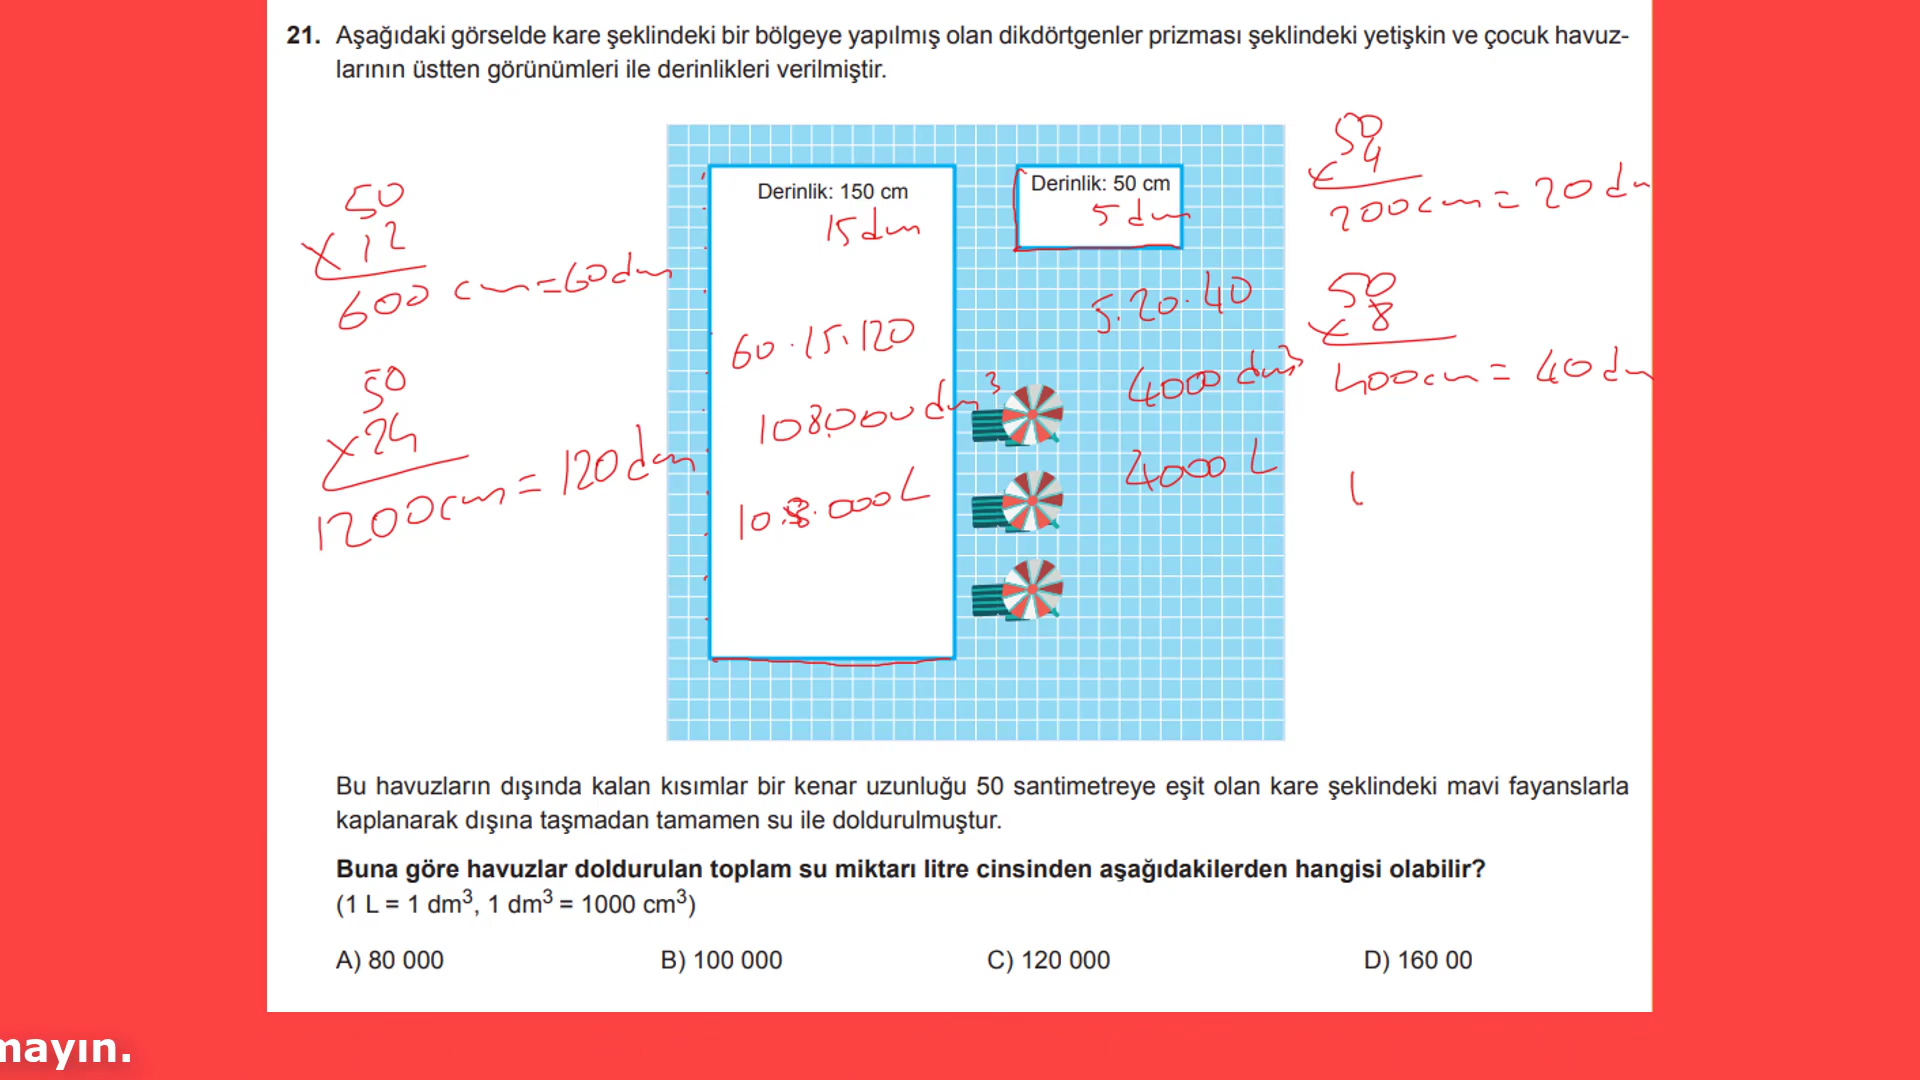 21. Aşağıdaki görselde kare şeklindeki bir bölgeye yapılmış olan dikdörtgenler prizması şeklindeki yetişkin ve çocuk havuz-
larının üstten görünümleri ile derinlikleri verilmiştir.
50
x 12
600 cm = 60 dm
50
x 24
1200 cm = 120 dm
Derinlik: 150 cm
15 dm
60 . 15 . 120
108.000 dm³
108.000 L
Derinlik: 50 cm
5 dm
5 . 20 . 40
4000 dm³
4000 L
50
x 4
200 cm = 20 dm
50
x 8
400 cm = 40 dm
Bu havuzların dışında kalan kısımlar bir kenar uzunluğu 50 santimetreye eşit olan kare şeklindeki mavi fayanslarla
kaplanarak dışına taşmadan tamamen su ile doldurulmuştur.
Buna göre havuzlar doldurulan toplam su miktarı litre cinsinden aşağıdakilerden hangisi olabilir?
(1 L = 1 dm³, 1 dm³ = 1000 cm³)
A) 80 000 B) 100 000 C) 120 000 D) 160 00
mayın.